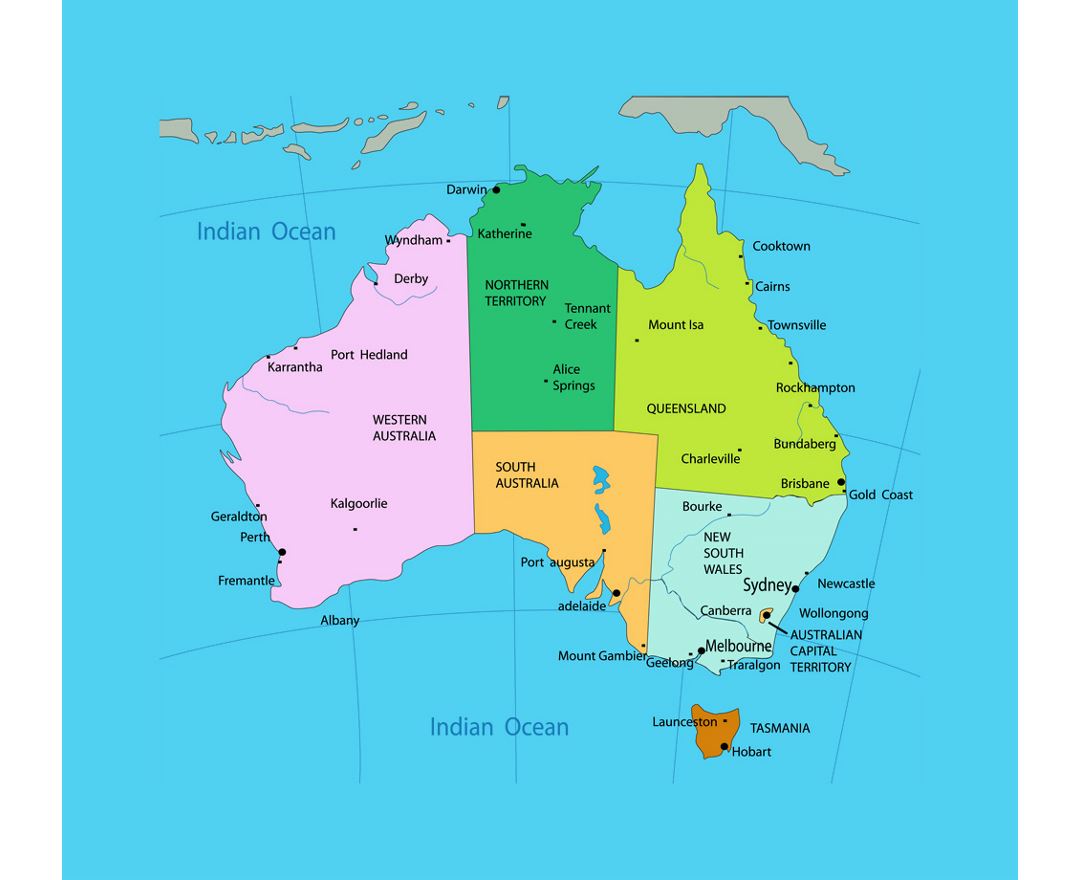 Darwin
Indian Ocean
Katherine
Wyndham
Cooktown
Derby
NORTHERN
TERRITORY
Cairns
Tennant
Creek
Mount Isa
Townsville
Port Hedland
Karrantha
Alice
Springs
Rockhampton
QUEENSLAND
WESTERN
AUSTRALIA
Bundaberg
Charleville
SOUTH
AUSTRALIA
Brisbane
Gold Coast
Kalgoorlie
Bourke
Geraldton
Perth
NEW
SOUTH
WALES
Port augusta
Fremantle
Sydney
Newcastle
adelaide
Canberra
Wollongong
Albany
AUSTRALIAN
CAPITAL
TERRITORY
Melbourne
Mount Gambier
Geelong
Traralgon
Indian Ocean
Launceston
TASMANIA
Hobart